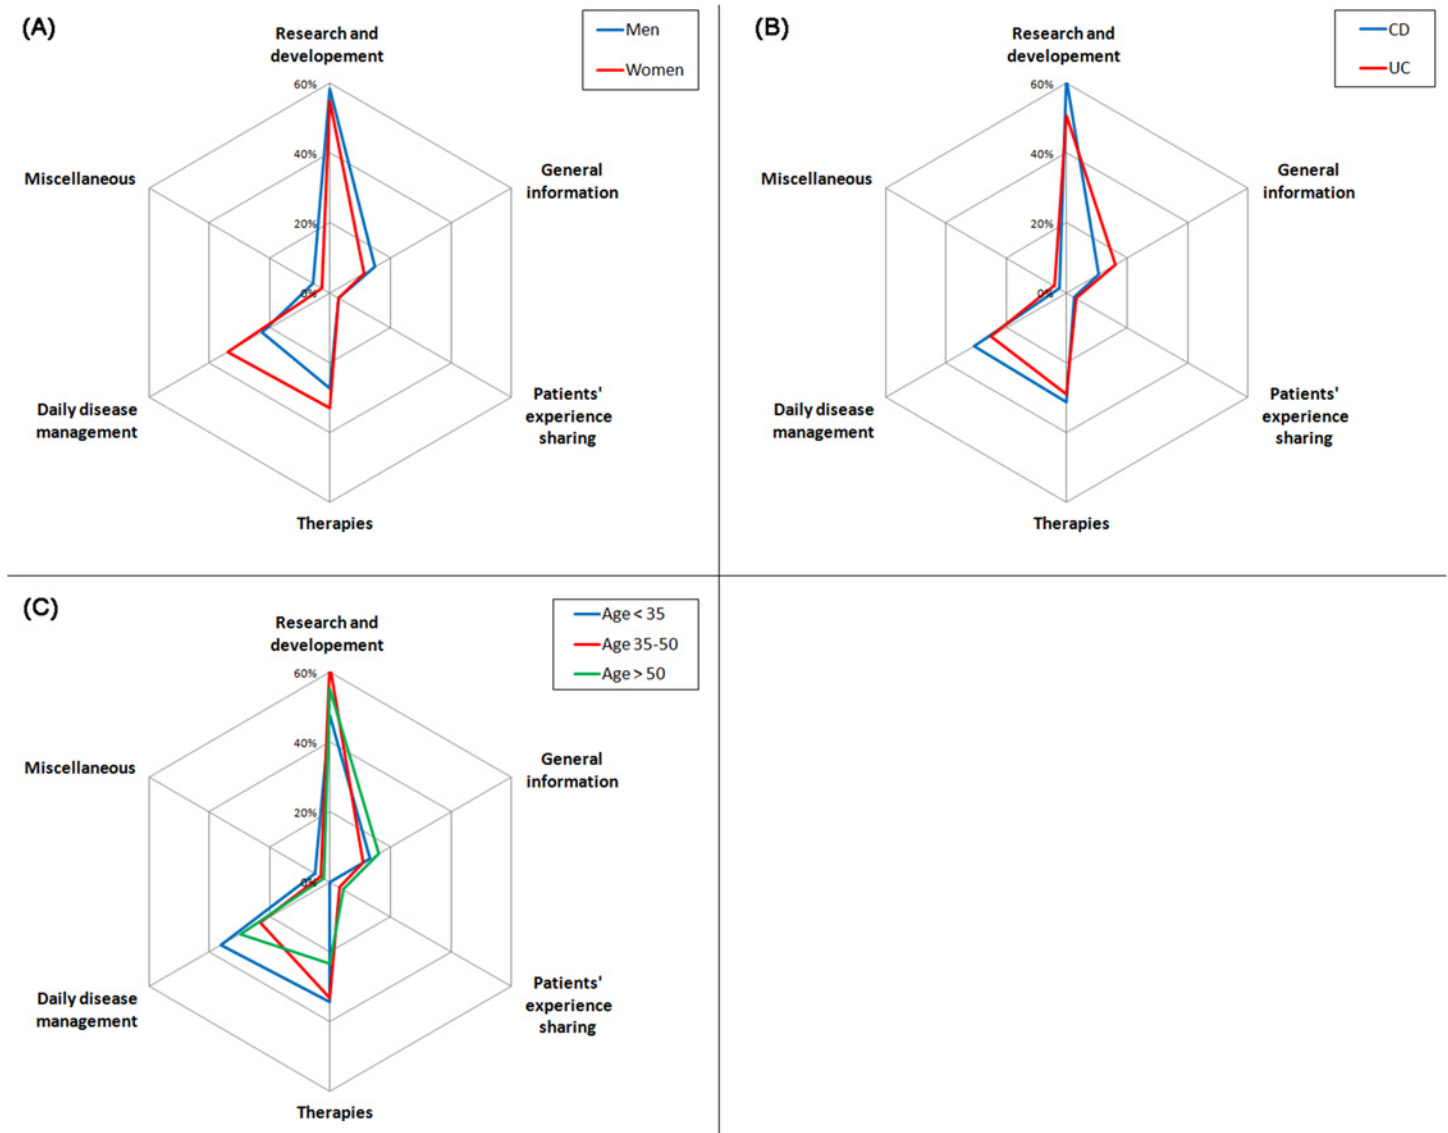 (A)
Men
Women
Research and
developement
60%
40%
20%
0%
General
information
Patients'
experience
sharing
Therapies
Daily disease
management
Miscellaneous
(B)
CD
UC
Research and
developement
60%
40%
20%
0%
General
information
Patients'
experience
sharing
Therapies
Daily disease
management
Miscellaneous
(C)
Age < 35
Age 35-50
Age > 50
Research and
developement
60%
40%
20%
0%
General
information
Patients'
experience
sharing
Therapies
Daily disease
management
Miscellaneous